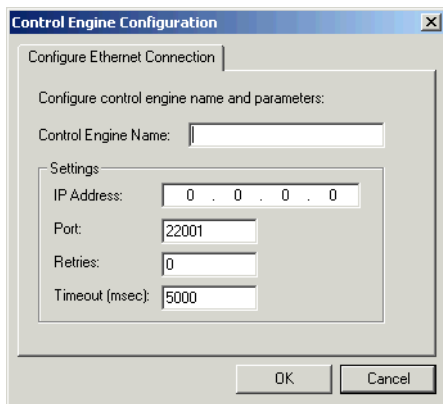 Control Engine Configuration
Configure Ethernet Connection
Configure control engine name and parameters:
Control Engine Name:
Settings
IP Address: 0 . 0 . 0 . 0
Port: 22001
Retries: 0
Timeout (msec): 5000
OK Cancel